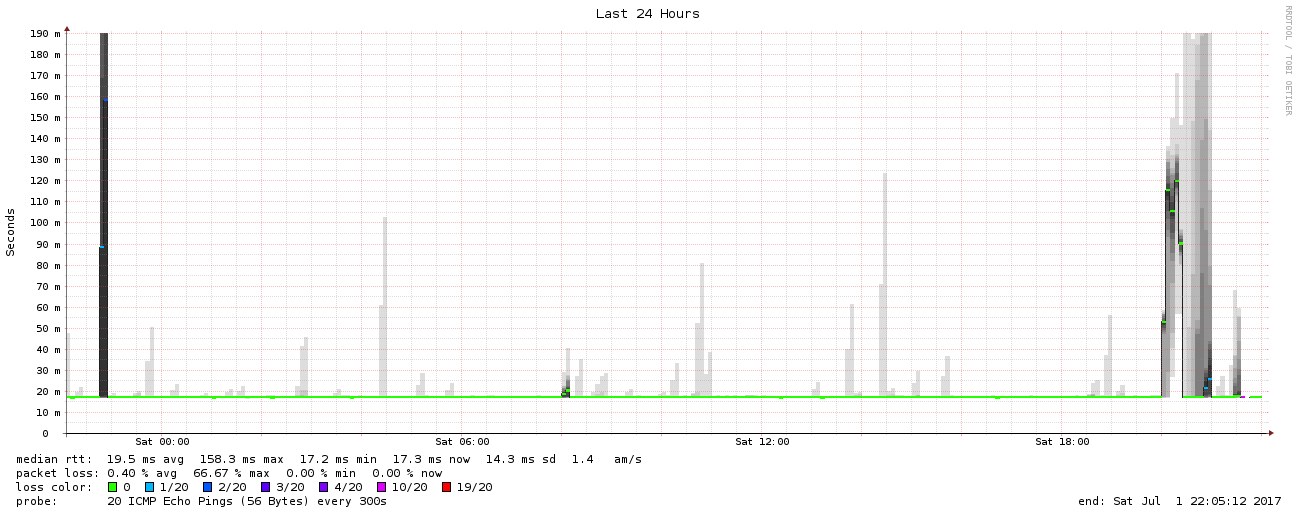 Last 24 Hours
RRDTOOL / TOBI OETIKER
Seconds
190 m
180 m
170 m
160 m
150 m
140 m
130 m
120 m
110 m
100 m
90 m
80 m
70 m
60 m
50 m
40 m
30 m
20 m
10 m
0
Sat 00:00 Sat 06:00 Sat 12:00 Sat 18:00
median rtt: 19.5 ms avg 158.3 ms max 17.2 ms min 17.3 ms now 14.3 ms sd 1.4 am/s
packet loss: 0.40 % avg 66.67 % max 0.00 % min 0.00 % now
loss color: 0 1/20 2/20 3/20 4/20 10/20 19/20
probe: 20 ICMP Echo Pings (56 Bytes) every 300s end: Sat Jul 1 22:05:12 2017